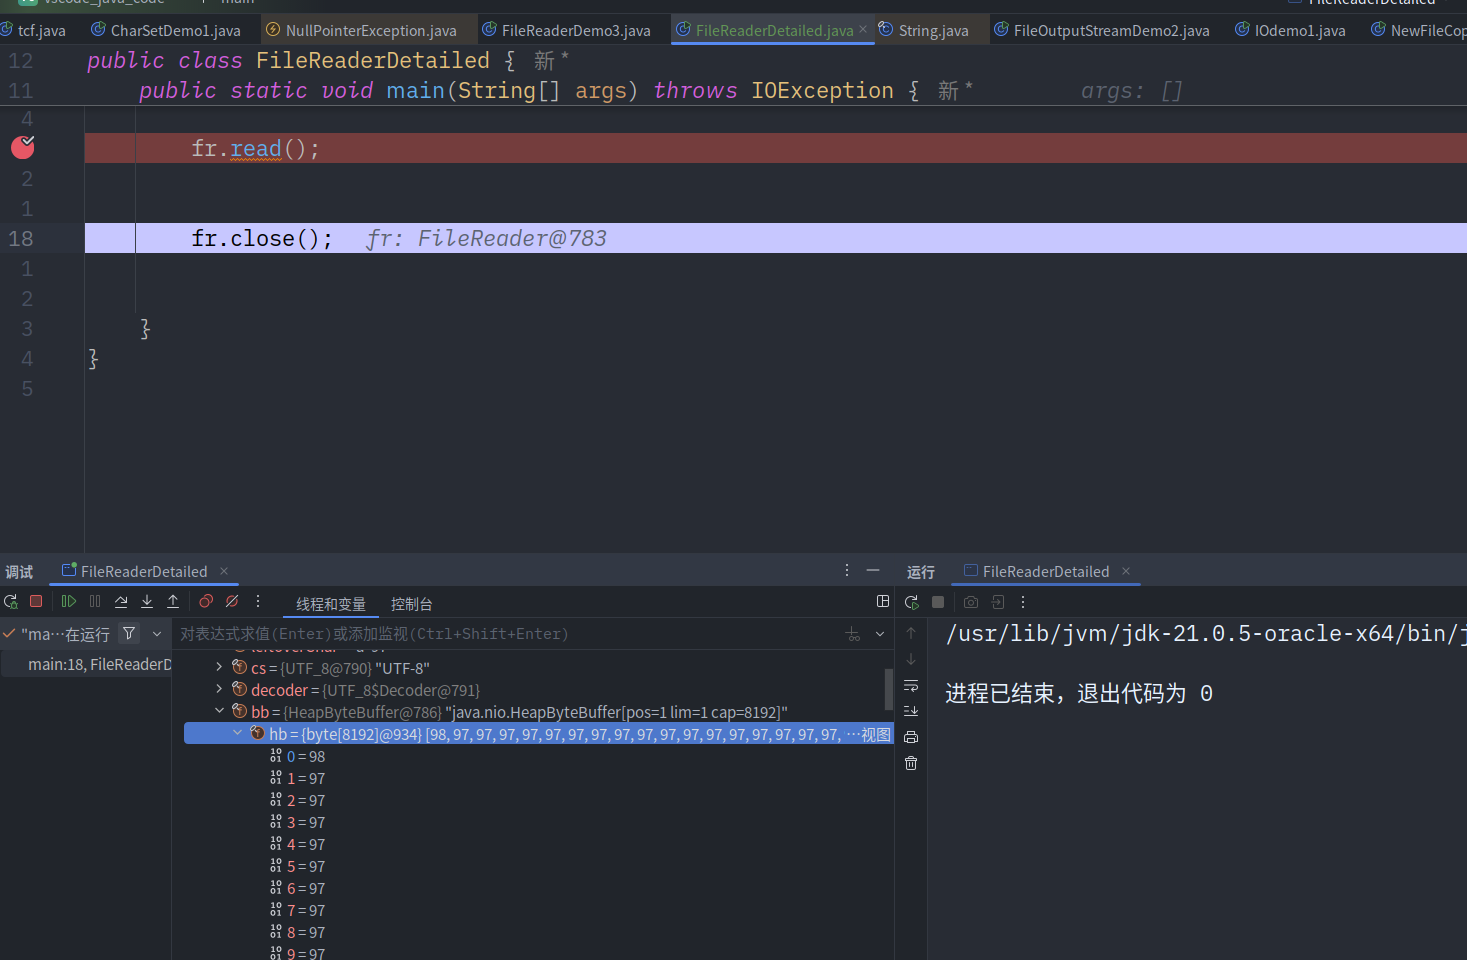 vscode_java_code main FileReaderDetailed
tcf.java CharSetDemo1.java NullPointerException.java FileReaderDemo3.java FileReaderDetailed.java × String.java FileOutputStreamDemo2.java IOdemo1.java NewFileCop
12 public class FileReaderDetailed { 新 *
11 public static void main(String[] args) throws IOException { 新 * args: []
4
fr.read();
2
1
18 fr.close(); fr: FileReader@783
1
2
3 }
4 }
5
调试 FileReaderDetailed ×
线程和变量 控制台
"ma…在运行
main:18, FileReaderD
对表达式求值(Enter)或添加监视(Ctrl+Shift+Enter)
cs = {UTF_8@790} "UTF-8"
decoder = {UTF_8$Decoder@791}
bb = {HeapByteBuffer@786} "java.nio.HeapByteBuffer[pos=1 lim=1 cap=8192]"
hb = {byte[8192]@934} [98, 97, 97, 97, 97, 97, 97, 97, 97, 97, 97, 97, 97, 97, 97, 97, 97, 97, …视图
0 = 98
1 = 97
2 = 97
3 = 97
4 = 97
5 = 97
6 = 97
7 = 97
8 = 97
9 = 97
运行 FileReaderDetailed ×
/usr/lib/jvm/jdk-21.0.5-oracle-x64/bin/j
进程已结束，退出代码为 0